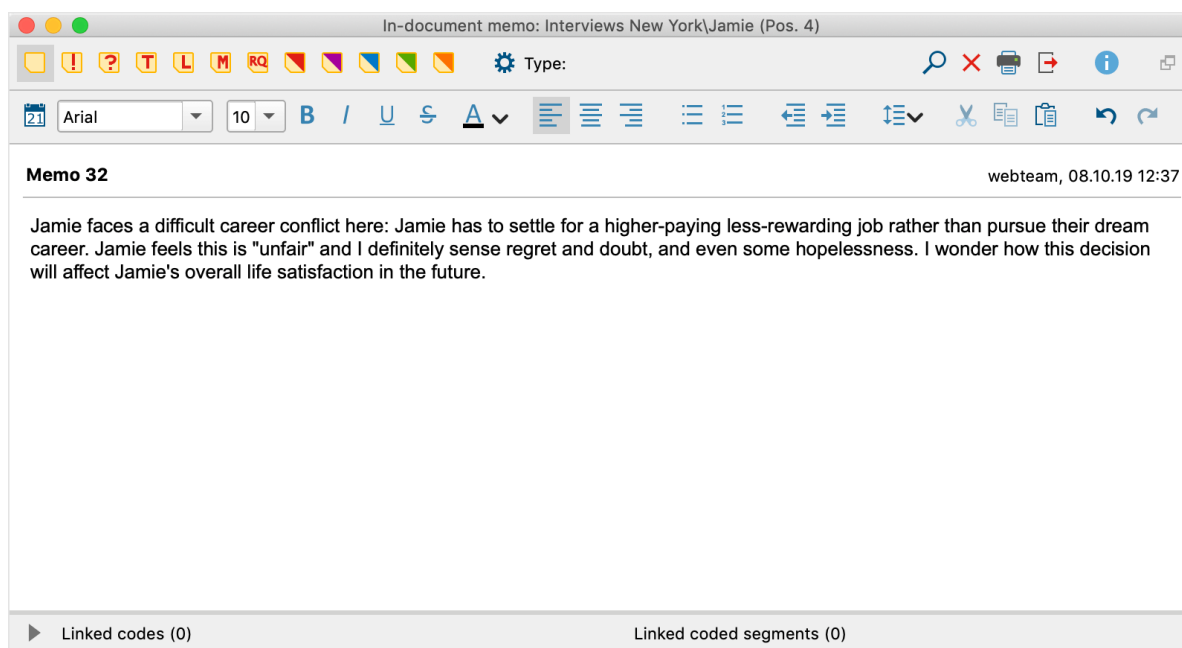 In-document memo: Interviews New York\Jamie (Pos. 4)
! ? T L M RQ Type: i
21 Arial 10 B I U S A
Memo 32 webteam, 08.10.19 12:37
Jamie faces a difficult career conflict here: Jamie has to settle for a higher-paying less-rewarding job rather than pursue their dream
career. Jamie feels this is "unfair" and I definitely sense regret and doubt, and even some hopelessness. I wonder how this decision
will affect Jamie's overall life satisfaction in the future.
Linked codes (0) Linked coded segments (0)